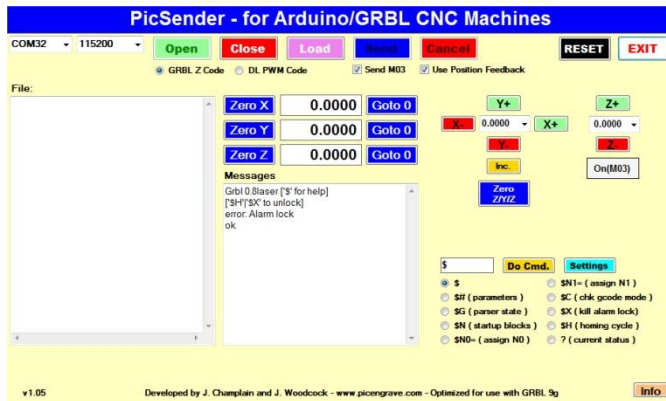 PicSender - for Arduino/GRBL CNC Machines
COM32 115200 Open Close Load Send Cancel RESET EXIT
GRBL Z Code DL PWM Code Send M03 Use Position Feedback
File:
Zero X 0.0000 Goto 0
Zero Y 0.0000 Goto 0
Zero Z 0.0000 Goto 0
Y+ Z+
X- 0.0000 X+ 0.0000
Y- Z-
Inc. On(M03)
Zero
Z/Y/Z
Messages
Grbl 0.8laser ['$' for help]
['$H'|'$X' to unlock]
error: Alarm lock
ok
$ Do Cmd. Settings
$ $N1= ( assign N1 )
$# ( parameters ) $C ( chk gcode mode )
$G ( parser state ) $X ( kill alarm lock)
$N ( startup blocks ) $H ( homing cycle )
$N0= ( assign N0 ) ? ( current status )
v1.05 Developed by J. Champlain and J. Woodcock - www.picengrave.com - Optimized for use with GRBL 9g Info